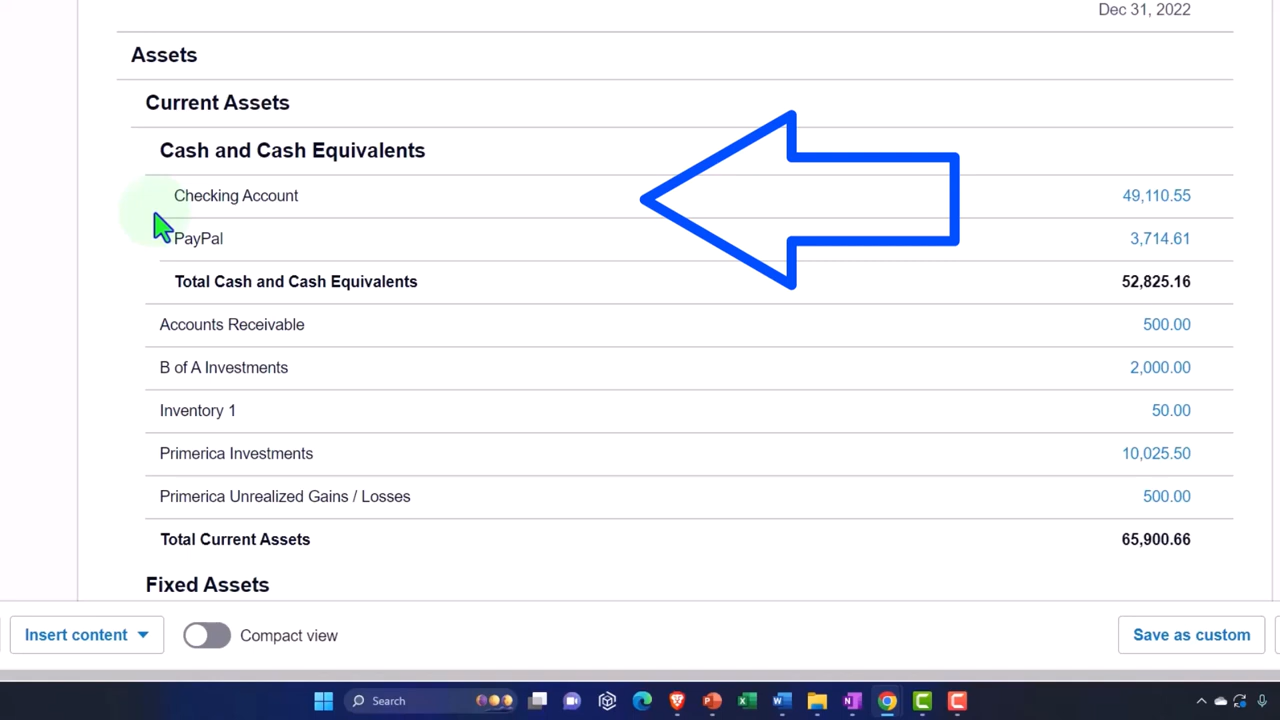 Dec 31, 2022
Assets
Current Assets
Cash and Cash Equivalents
Checking Account 49,110.55
PayPal 3,714.61
Total Cash and Cash Equivalents 52,825.16
Accounts Receivable 500.00
B of A Investments 2,000.00
Inventory 1 50.00
Primerica Investments 10,025.50
Primerica Unrealized Gains / Losses 500.00
Total Current Assets 65,900.66
Fixed Assets
Insert content Compact view Save as custom
Search